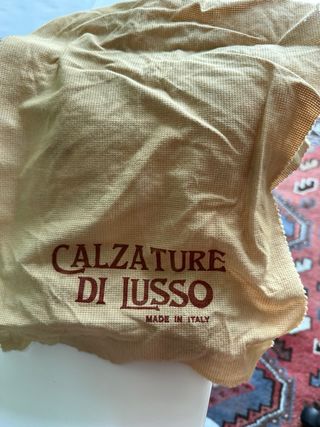 CALZATURE
DI LUSSO
MADE IN ITALY